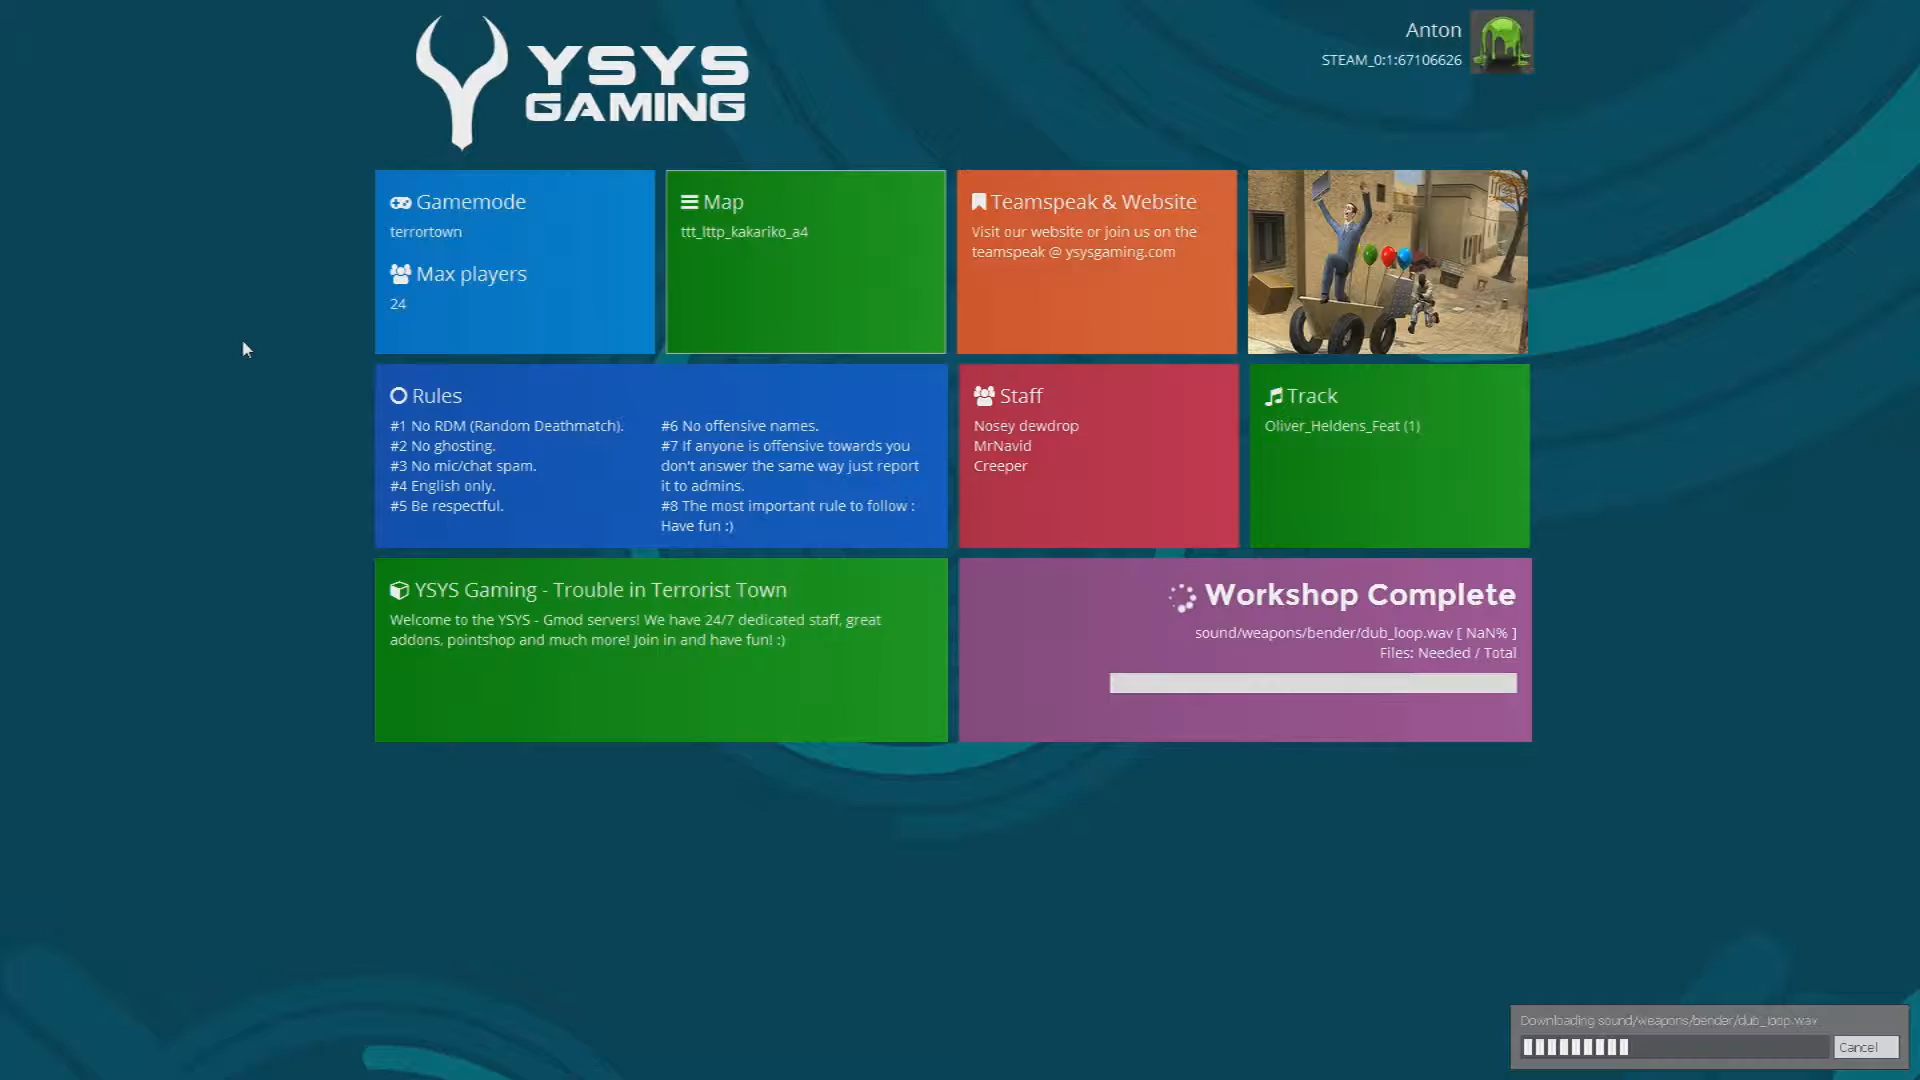 YSYS
GAMING
Anton
STEAM_0:1:67106626
Gamemode
terrortown
Max players
24
Map
ttt_lttp_kakariko_a4
Teamspeak & Website
Visit our website or join us on the
teamspeak @ ysysgaming.com
Rules
#1 No RDM (Random Deathmatch).
#2 No ghosting.
#3 No mic/chat spam.
#4 English only.
#5 Be respectful.
#6 No offensive names.
#7 If anyone is offensive towards you
don't answer the same way just report
it to admins.
#8 The most important rule to follow :
Have fun :)
Staff
Nosey dewdrop
MrNavid
Creeper
Track
Oliver_Heldens_Feat (1)
YSYS Gaming - Trouble in Terrorist Town
Welcome to the YSYS - Gmod servers! We have 24/7 dedicated staff, great
addons, pointshop and much more! Join in and have fun! :)
Workshop Complete
sound/weapons/bender/dub_loop.wav [ NaN% ]
Files: Needed / Total
Downloading sound/weapons/bender/dub_loop.wav
Cancel